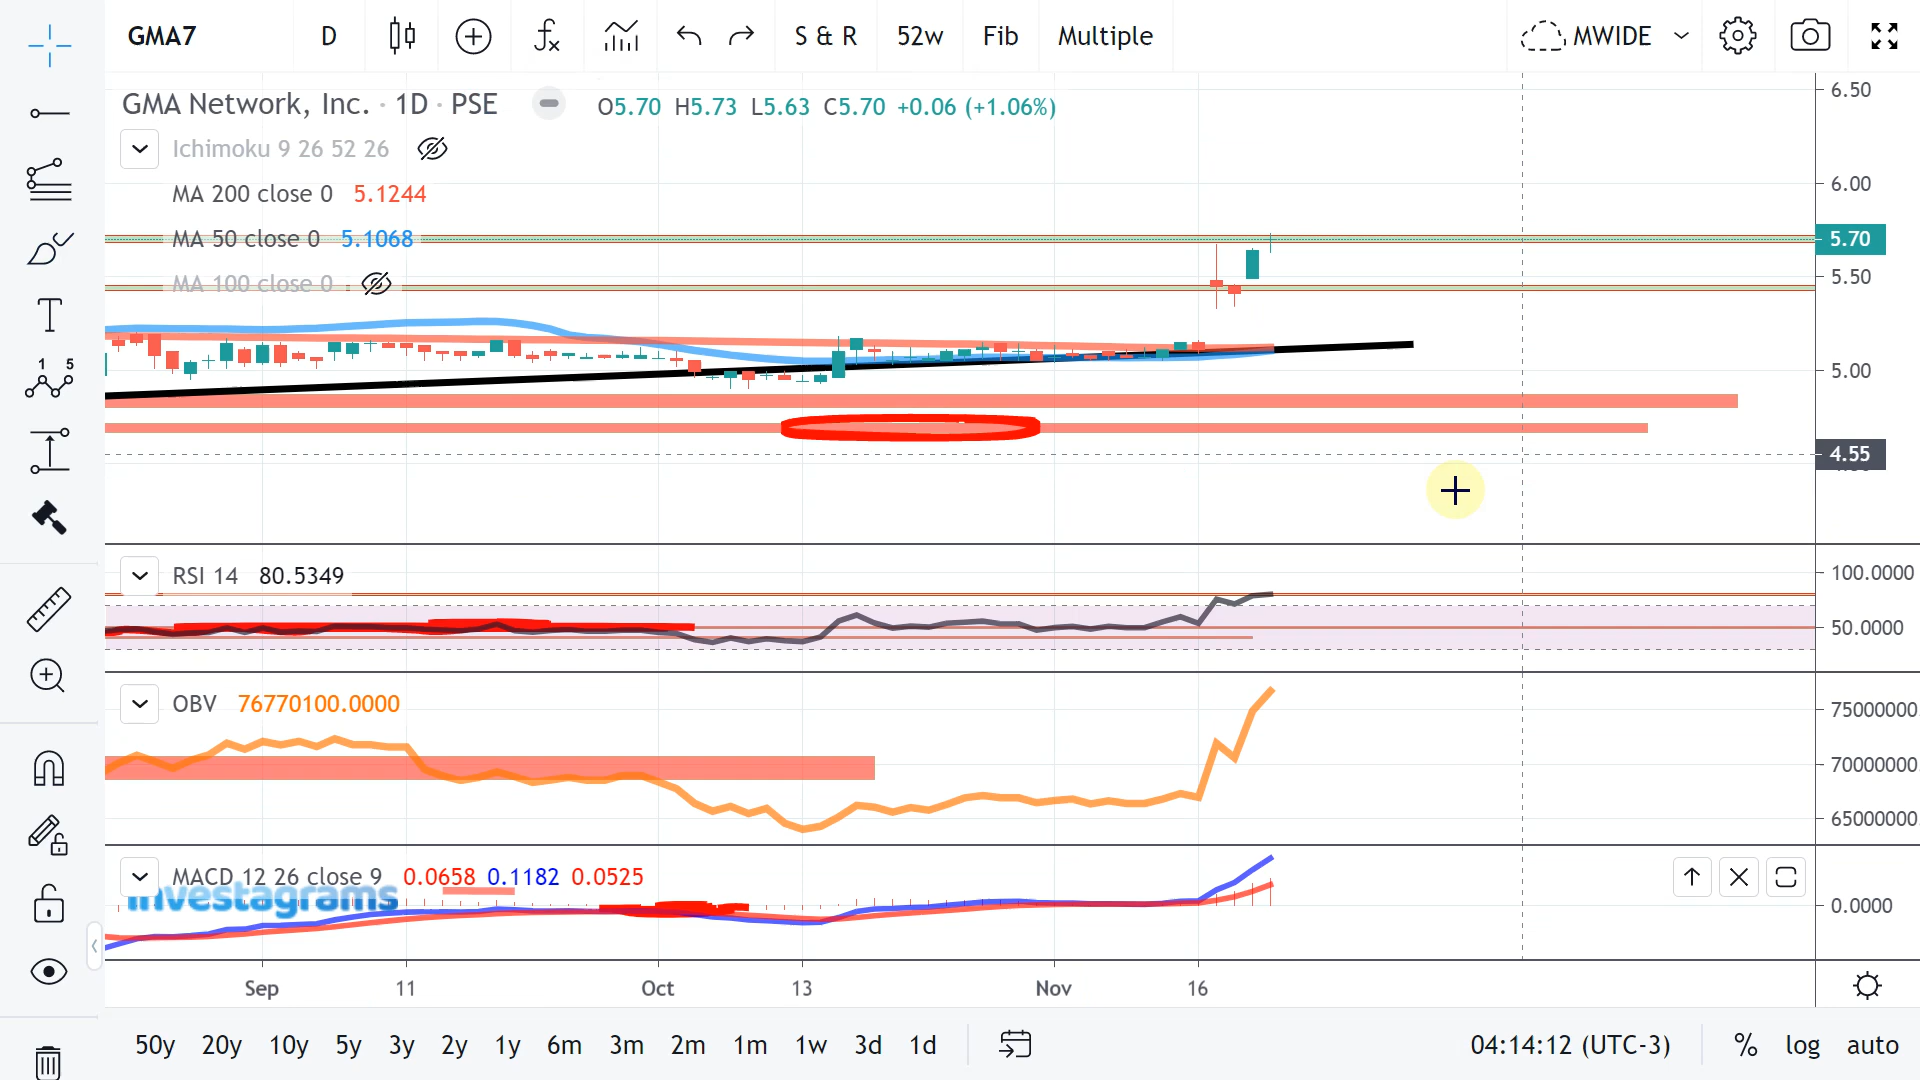 GMA7 D S & R 52w Fib Multiple MWIDE
GMA Network, Inc. · 1D · PSE O5.70 H5.73 L5.63 C5.70 +0.06 (+1.06%)
Ichimoku 9 26 52 26
MA 200 close 0 5.1244
MA 50 close 0 5.1068
MA 100 close 0
6.50
6.00
5.70
5.50
5.00
4.55
1 5
RSI 14 80.5349
100.0000
50.0000
OBV 76770100.0000
75000000
70000000
65000000
MACD 12 26 close 9 0.0658 0.1182 0.0525
Investagrams
0.0000
Sep 11 Oct 13 Nov 16
50y 20y 10y 5y 3y 2y 1y 6m 3m 2m 1m 1w 3d 1d 04:14:12 (UTC-3) % log auto